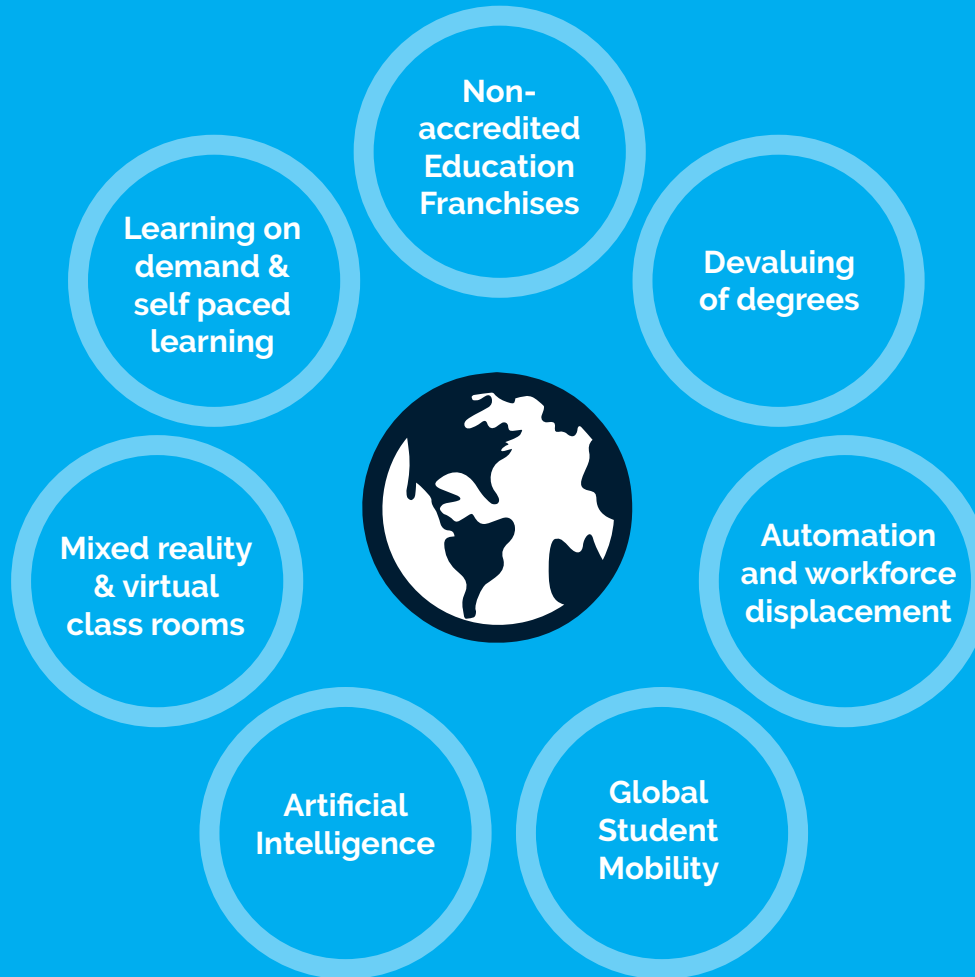 Non-
accredited
Education
Franchises
Learning on
demand &
self paced
learning
Devaluing
of degrees
Mixed reality
& virtual
class rooms
Automation
and workforce
displacement
Artificial
Intelligence
Global
Student
Mobility